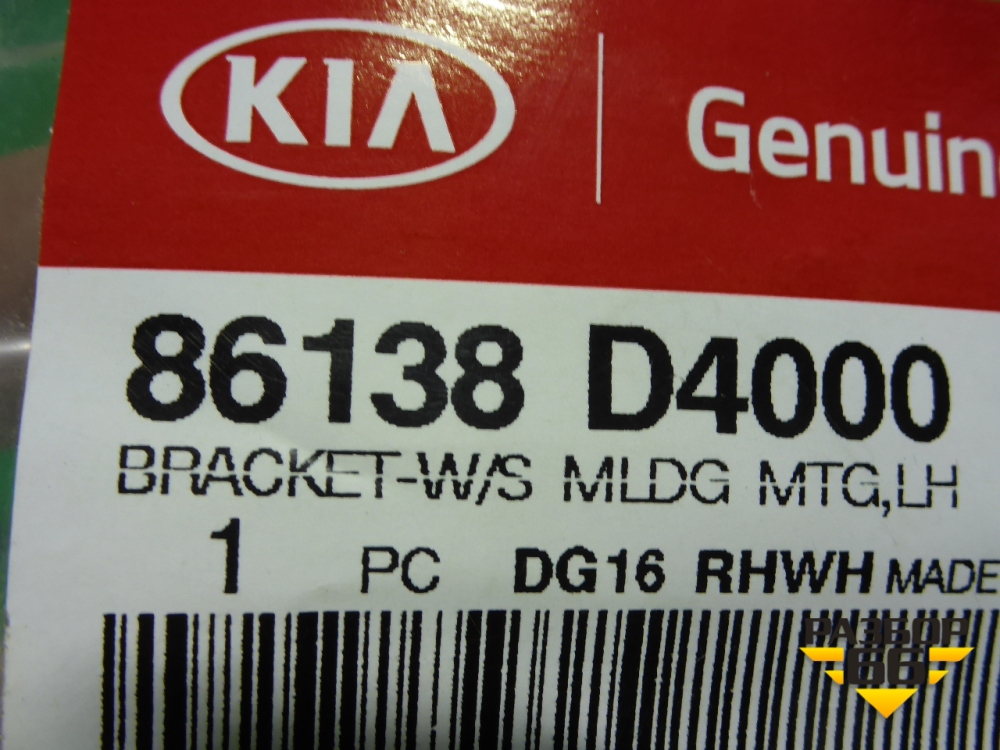 KIA
Genuin
86138 D4000
BRACKET-W/S MLDG MTG,LH
1 PC DG16 RHWH MADE
РАЗБОР
66